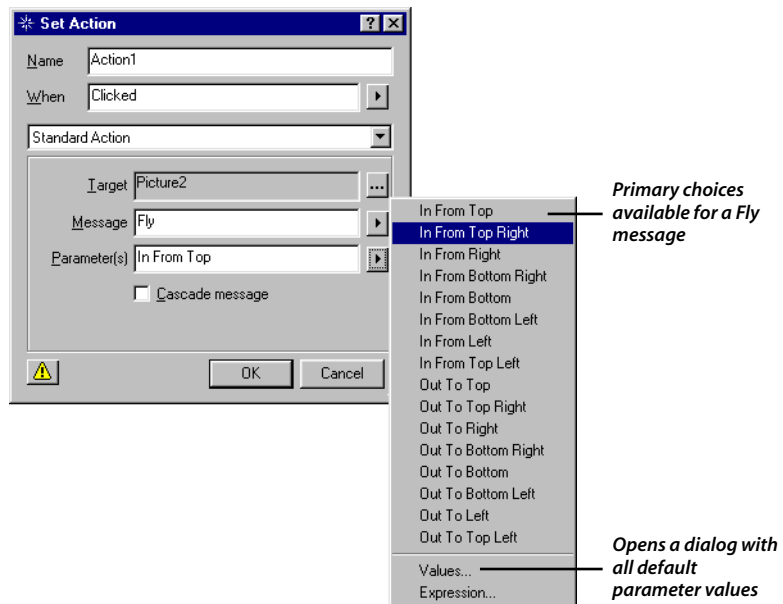 Set Action
Name Action1
When Clicked
Standard Action
Target Picture2
...
Message Fly
Parameter(s) In From Top
Cascade message
OK Cancel
In From Top
In From Top Right
In From Right
In From Bottom Right
In From Bottom
In From Bottom Left
In From Left
In From Top Left
Out To Top
Out To Top Right
Out To Right
Out To Bottom Right
Out To Bottom
Out To Bottom Left
Out To Left
Out To Top Left
Values...
Expression...
Primary choices
available for a Fly
message
Opens a dialog with
all default
parameter values